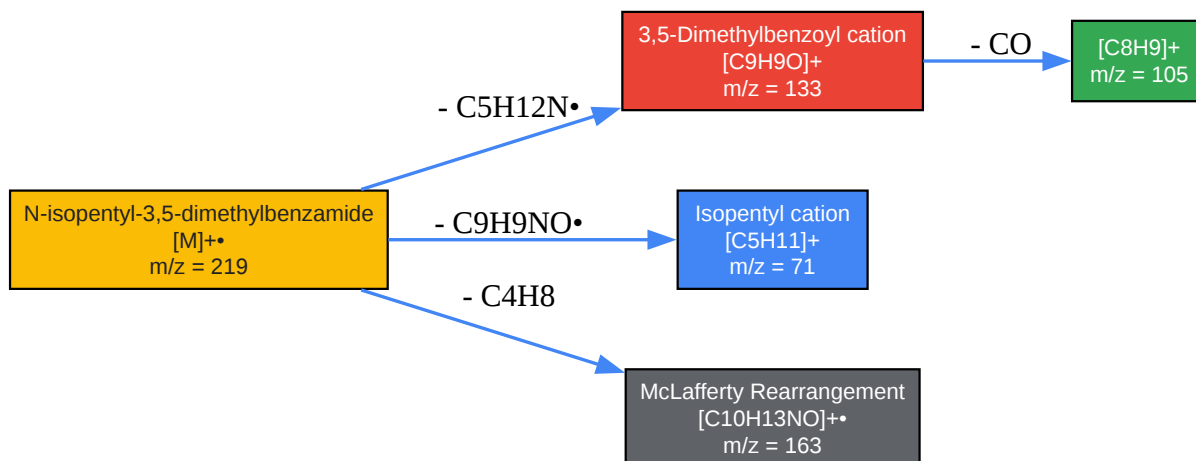 3,5-Dimethylbenzoyl cation
[C9H9O]+
m/z = 133
- CO
[C8H9]+
m/z = 105
- C5H12N•
N-isopentyl-3,5-dimethylbenzamide
[M]+•
m/z = 219
- C9H9NO•
Isopentyl cation
[C5H11]+
m/z = 71
- C4H8
McLafferty Rearrangement
[C10H13NO]+•
m/z = 163